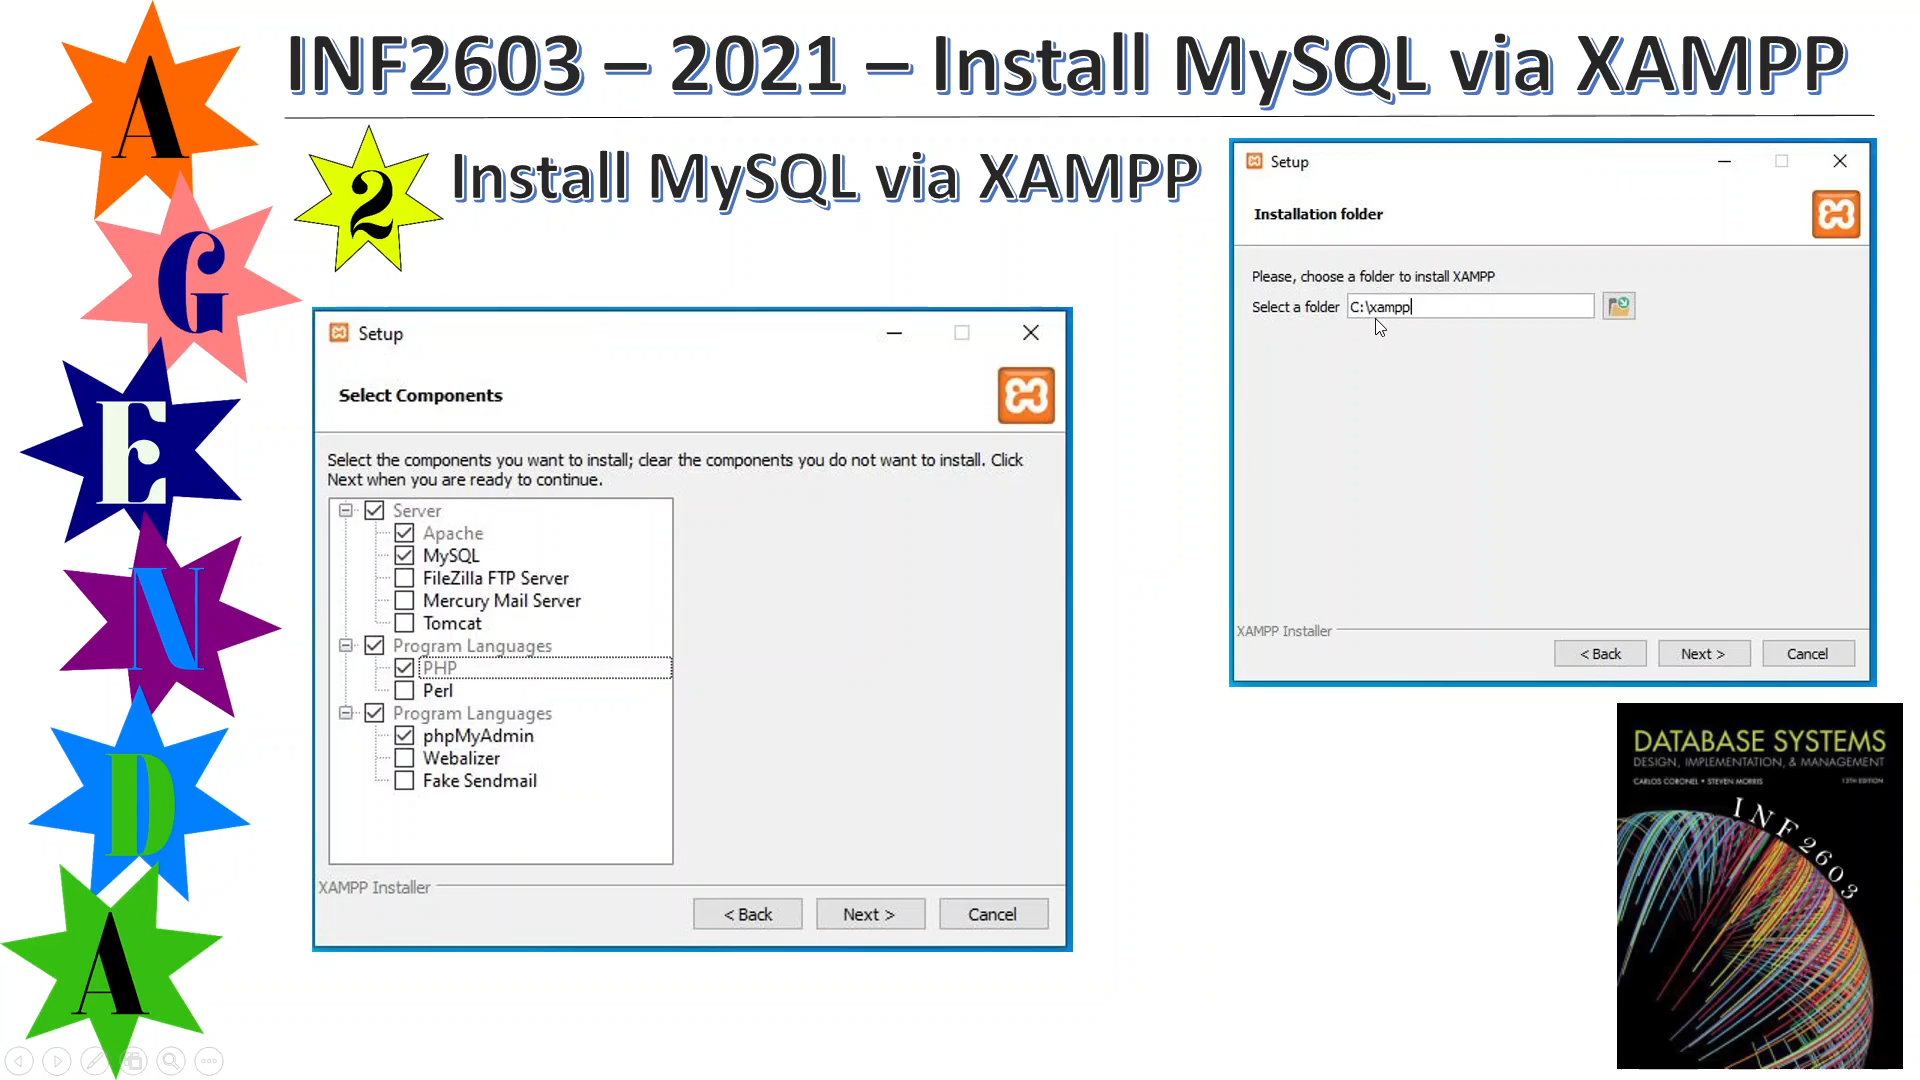 INF2603 – 2021 – Install MySQL via XAMPP
A
G
E
N
D
A
2
Install MySQL via XAMPP
Setup
Select Components
Select the components you want to install; clear the components you do not want to install. Click
Next when you are ready to continue.
Server
Apache
MySQL
FileZilla FTP Server
Mercury Mail Server
Tomcat
Program Languages
PHP
Perl
Program Languages
phpMyAdmin
Webalizer
Fake Sendmail
XAMPP Installer
< Back
Next >
Cancel
Setup
Installation folder
Please, choose a folder to install XAMPP
Select a folder C:\xampp
XAMPP Installer
< Back
Next >
Cancel
DATABASE SYSTEMS
DESIGN, IMPLEMENTATION, & MANAGEMENT
CARLOS CORONEL • STEVEN MORRIS 13TH EDITION
INF2603